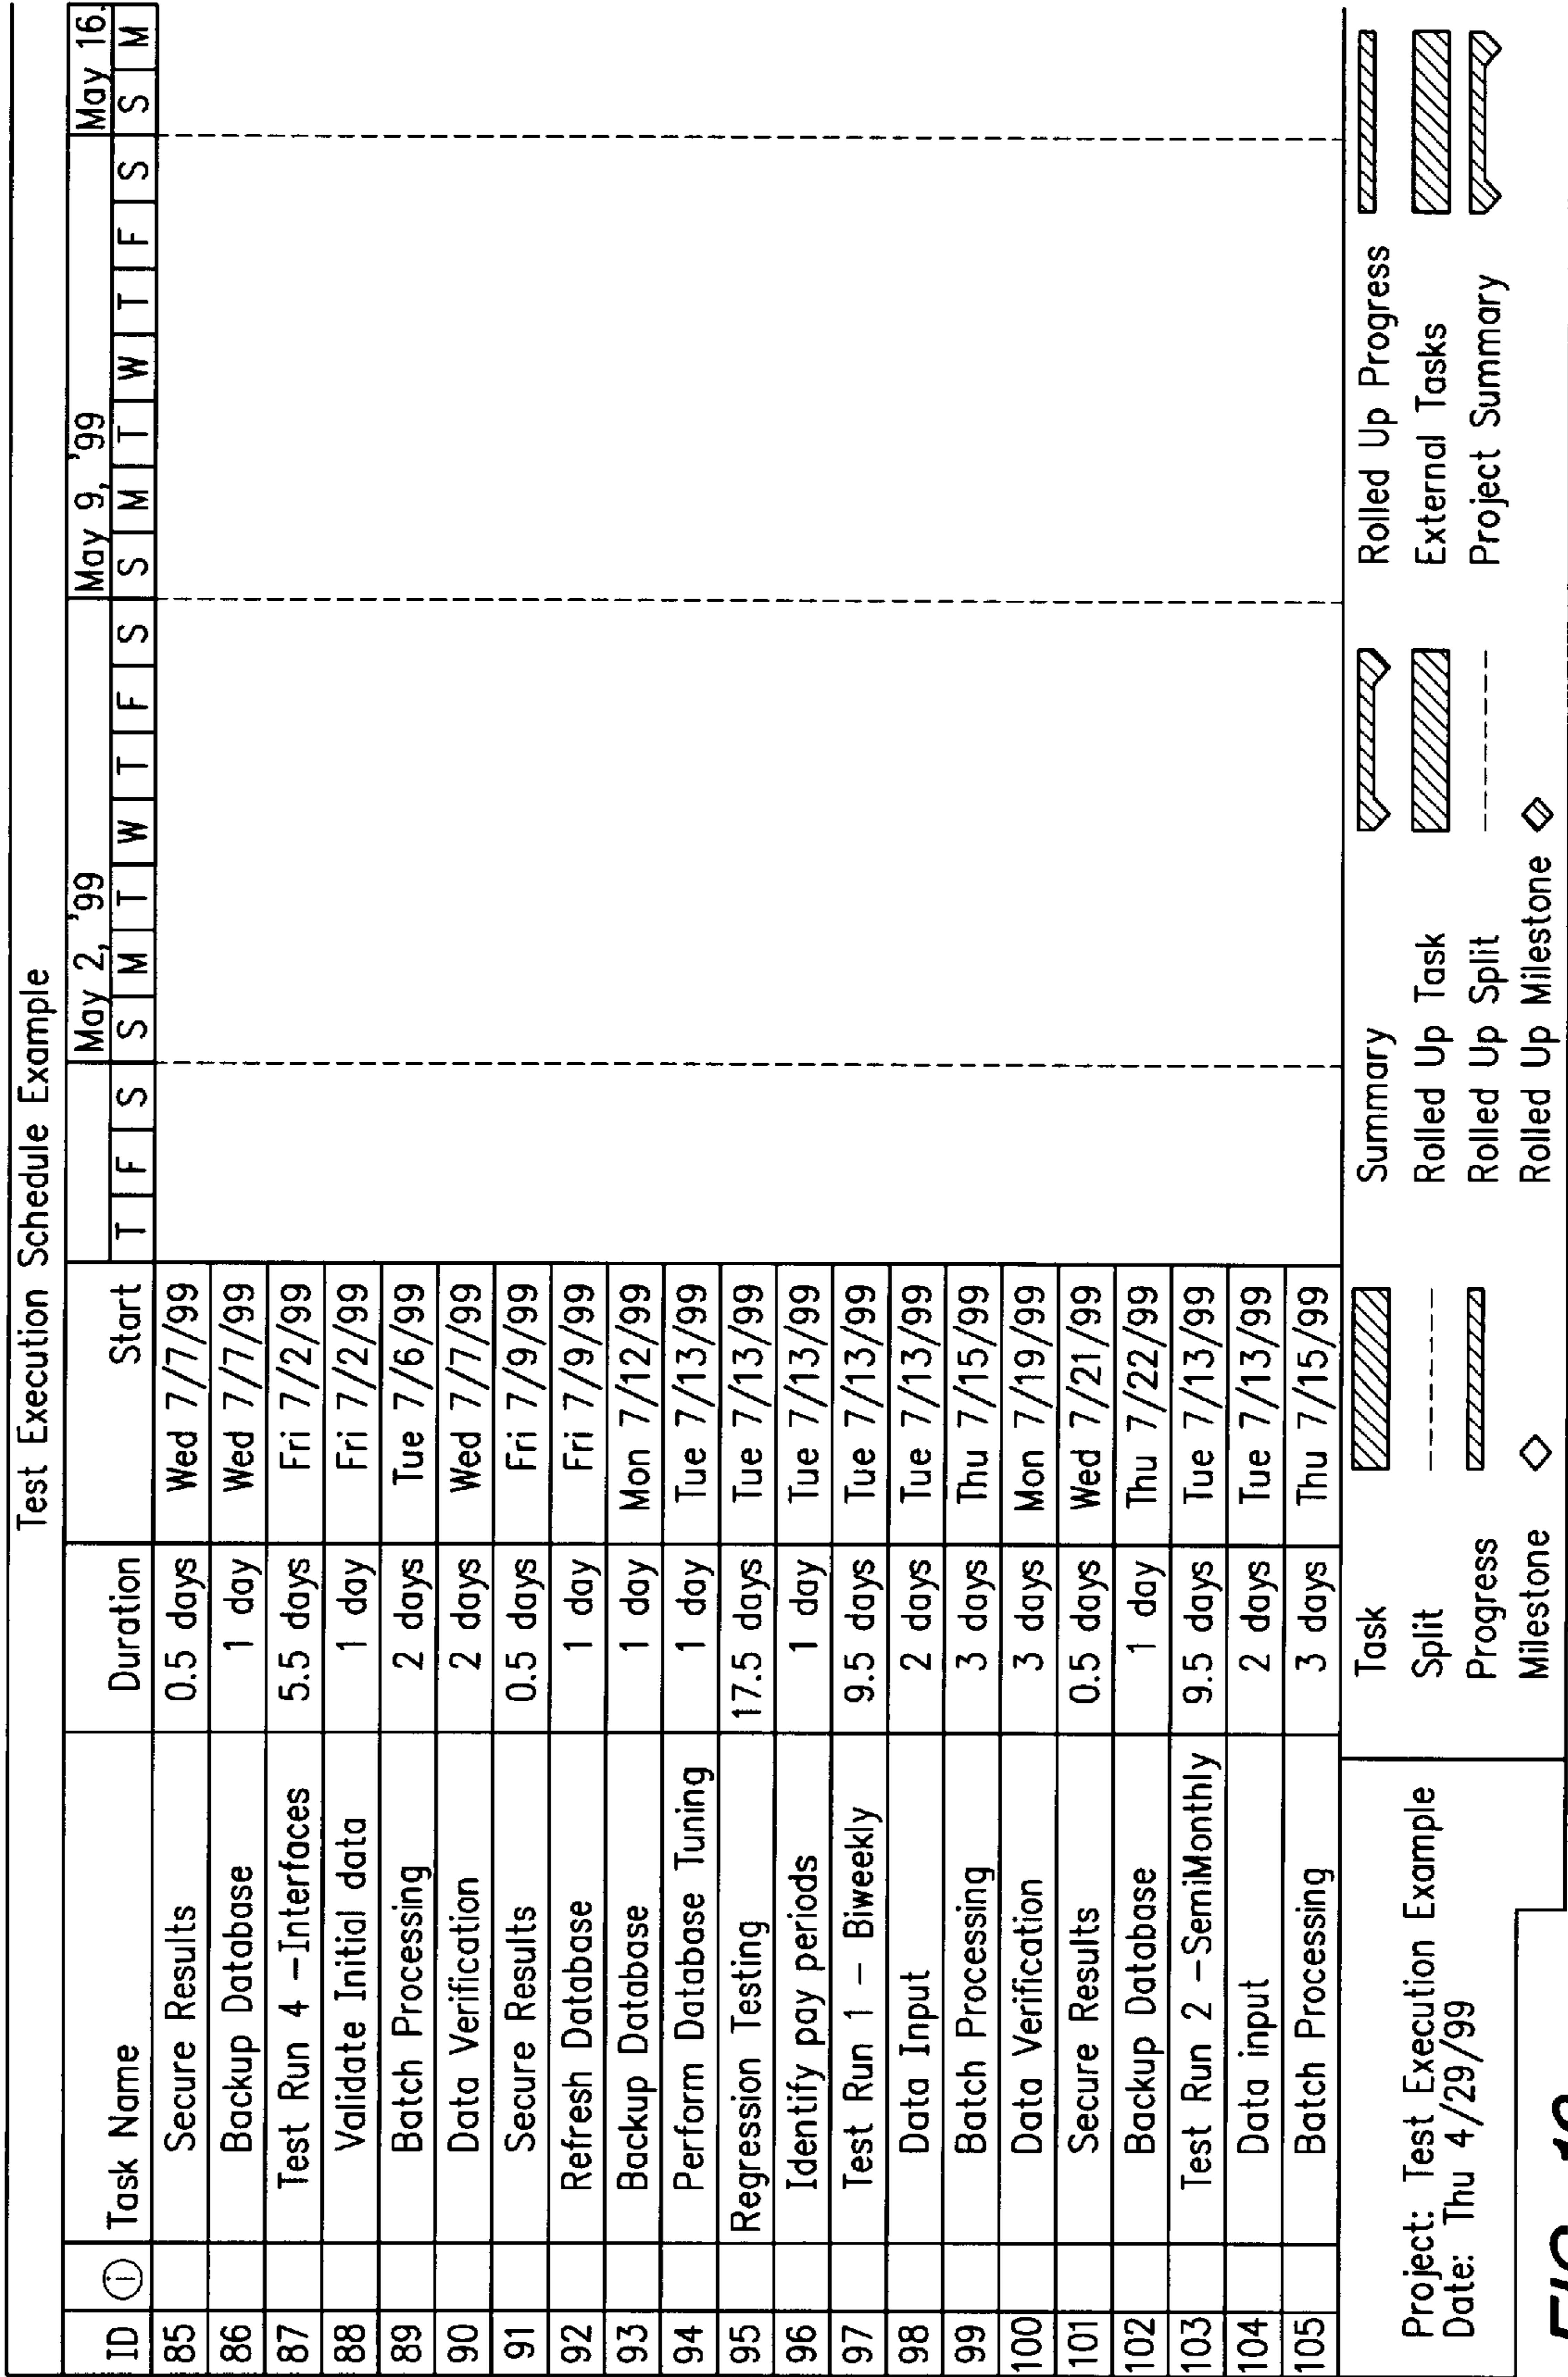 Test Execution Schedule Example
May 2, '99 May 9, '99 May 16,
ID i Task Name Duration Start T F S S M T W T F S S M T W T F S S M
85 Secure Results 0.5 days Wed 7/7/99
86 Backup Database 1 day Wed 7/7/99
87 Test Run 4 –Interfaces 5.5 days Fri 7/2/99
88 Validate Initial data 1 day Fri 7/2/99
89 Batch Processing 2 days Tue 7/6/99
90 Data Verification 2 days Wed 7/7/99
91 Secure Results 0.5 days Fri 7/9/99
92 Refresh Database 1 day Fri 7/9/99
93 Backup Database 1 day Mon 7/12/99
94 Perform Database Tuning 1 day Tue 7/13/99
95 Regression Testing 17.5 days Tue 7/13/99
96 Identify pay periods 1 day Tue 7/13/99
97 Test Run 1 – Biweekly 9.5 days Tue 7/13/99
98 Data Input 2 days Tue 7/13/99
99 Batch Processing 3 days Thu 7/15/99
100 Data Verification 3 days Mon 7/19/99
101 Secure Results 0.5 days Wed 7/21/99
102 Backup Database 1 day Thu 7/22/99
103 Test Run 2 –SemiMonthly 9.5 days Tue 7/13/99
104 Data input 2 days Tue 7/13/99
105 Batch Processing 3 days Thu 7/15/99
Project: Test Execution Example
Date: Thu 4/29/99
Task Summary Rolled Up Progress
Split Rolled Up Task External Tasks
Progress Rolled Up Split Project Summary
Milestone Rolled Up Milestone